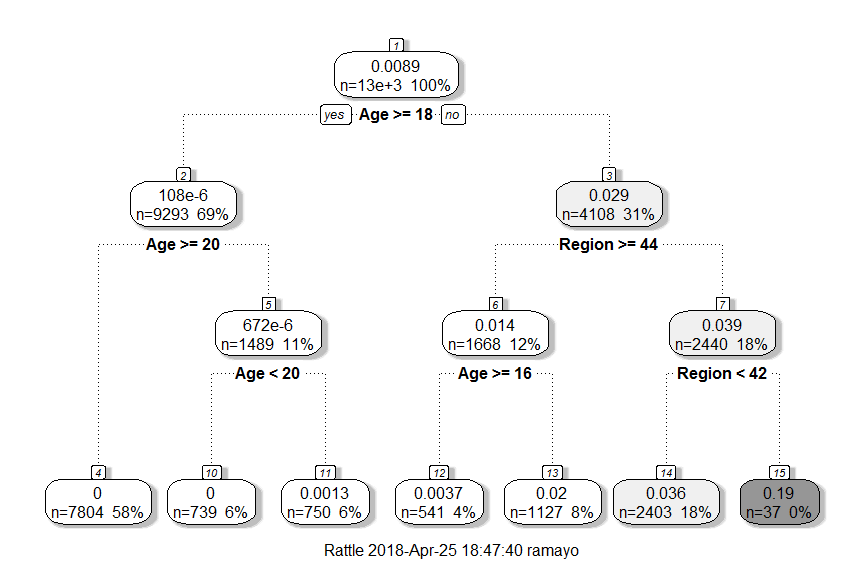 1
0.0089
n=13e+3 100%
yes Age >= 18 no
2
108e-6
n=9293 69%
3
0.029
n=4108 31%
Age >= 20
Region >= 44
5
672e-6
n=1489 11%
6
0.014
n=1668 12%
7
0.039
n=2440 18%
Age < 20
Age >= 16
Region < 42
4
0
n=7804 58%
10
0
n=739 6%
11
0.0013
n=750 6%
12
0.0037
n=541 4%
13
0.02
n=1127 8%
14
0.036
n=2403 18%
15
0.19
n=37 0%
Rattle 2018-Apr-25 18:47:40 ramayo